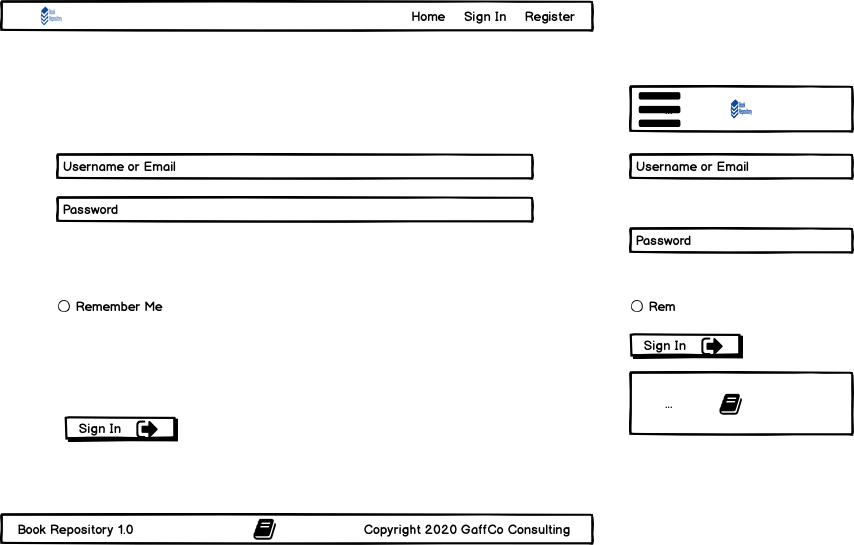 Book Repository
Home Sign In Register
Username or Email
Password
Remember Me
Sign In
Book Repository 1.0
Copyright 2020 GaffCo Consulting
...
Book Repository
Username or Email
Password
Rem
Sign In
...